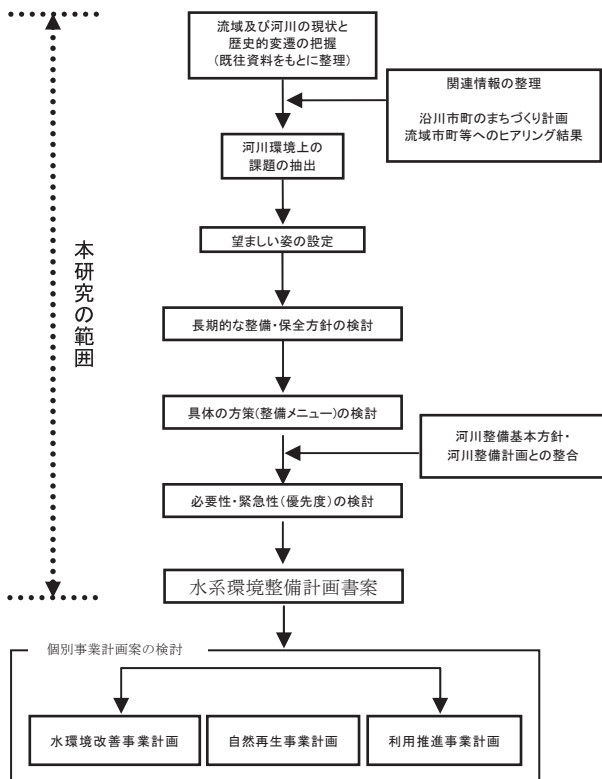 流域及び河川の現状と
歴史的変遷の把握
(既往資料をもとに整理)
関連情報の整理
沿川市町のまちづくり計画
流域市町等へのヒアリング結果
河川環境上の
課題の抽出
望ましい姿の設定
本研究の範囲
長期的な整備・保全方針の検討
具体の方策(整備メニュー)の検討
河川整備基本方針・
河川整備計画との整合
必要性・緊急性(優先度)の検討
水系環境整備計画書案
個別事業計画案の検討
水環境改善事業計画
自然再生事業計画
利用推進事業計画